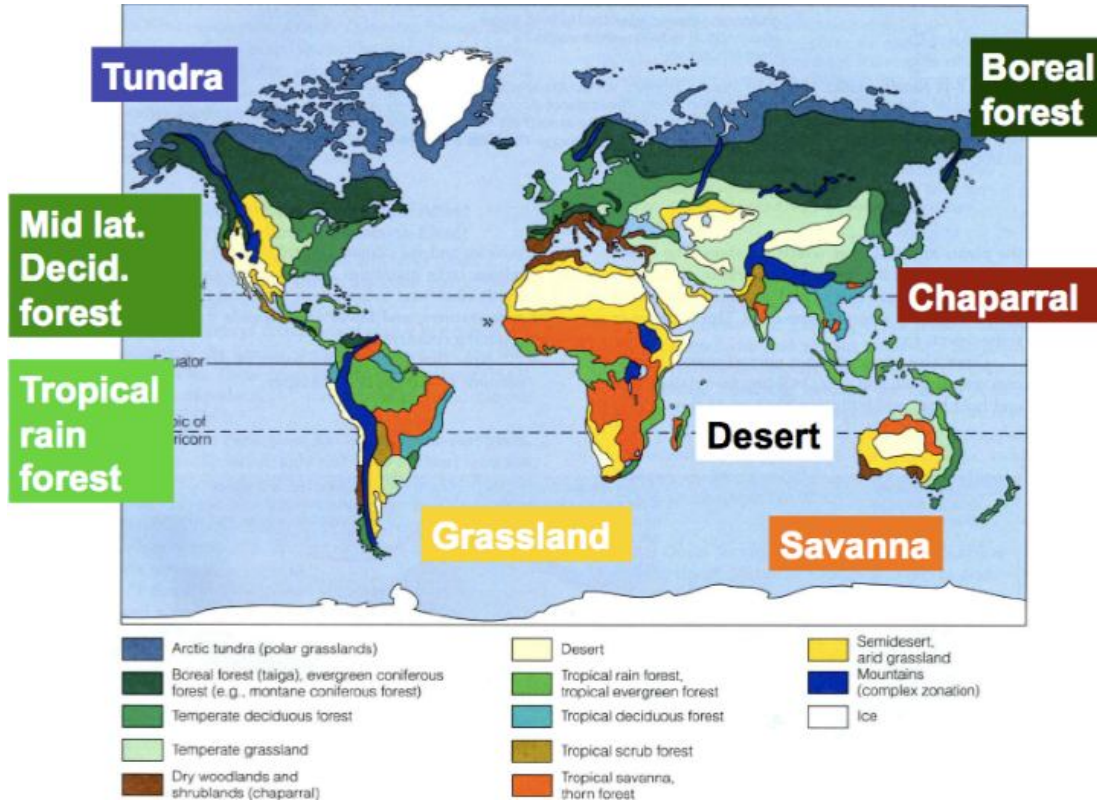 Tundra
Boreal
forest
Mid lat.
Decid.
forest
Chaparral
Equator
Tropical
rain
forest
Desert
Grassland
Savanna
Arctic tundra (polar grasslands)
Boreal forest (taiga), evergreen coniferous
forest (e.g., montane coniferous forest)
Temperate deciduous forest
Temperate grassland
Dry woodlands and
shrublands (chaparral)
Desert
Tropical rain forest,
tropical evergreen forest
Tropical deciduous forest
Tropical scrub forest
Tropical savanna,
thorn forest
Semidesert,
arid grassland
Mountains
(complex zonation)
Ice